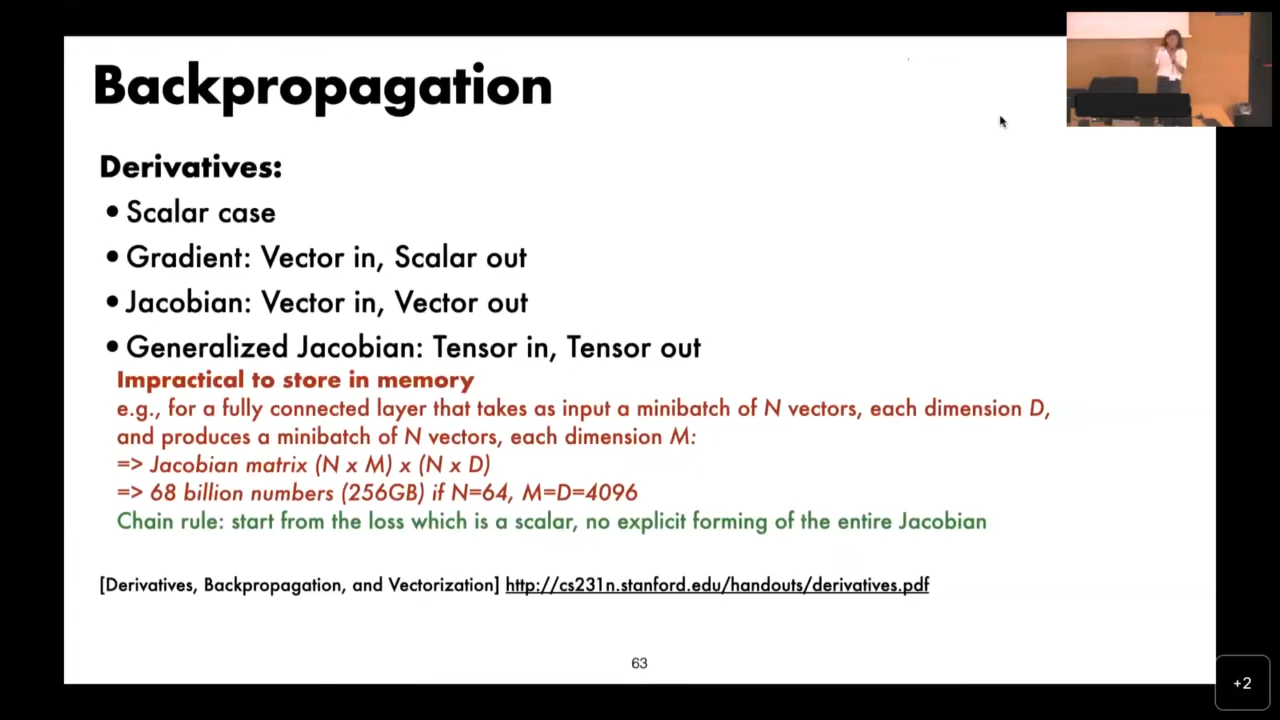 Backpropagation
Derivatives:
• Scalar case
• Gradient: Vector in, Scalar out
• Jacobian: Vector in, Vector out
• Generalized Jacobian: Tensor in, Tensor out
Impractical to store in memory
e.g., for a fully connected layer that takes as input a minibatch of N vectors, each dimension D,
and produces a minibatch of N vectors, each dimension M:
=> Jacobian matrix (N x M) x (N x D)
=> 68 billion numbers (256GB) if N=64, M=D=4096
Chain rule: start from the loss which is a scalar, no explicit forming of the entire Jacobian
[Derivatives, Backpropagation, and Vectorization] http://cs231n.stanford.edu/handouts/derivatives.pdf
63
+2